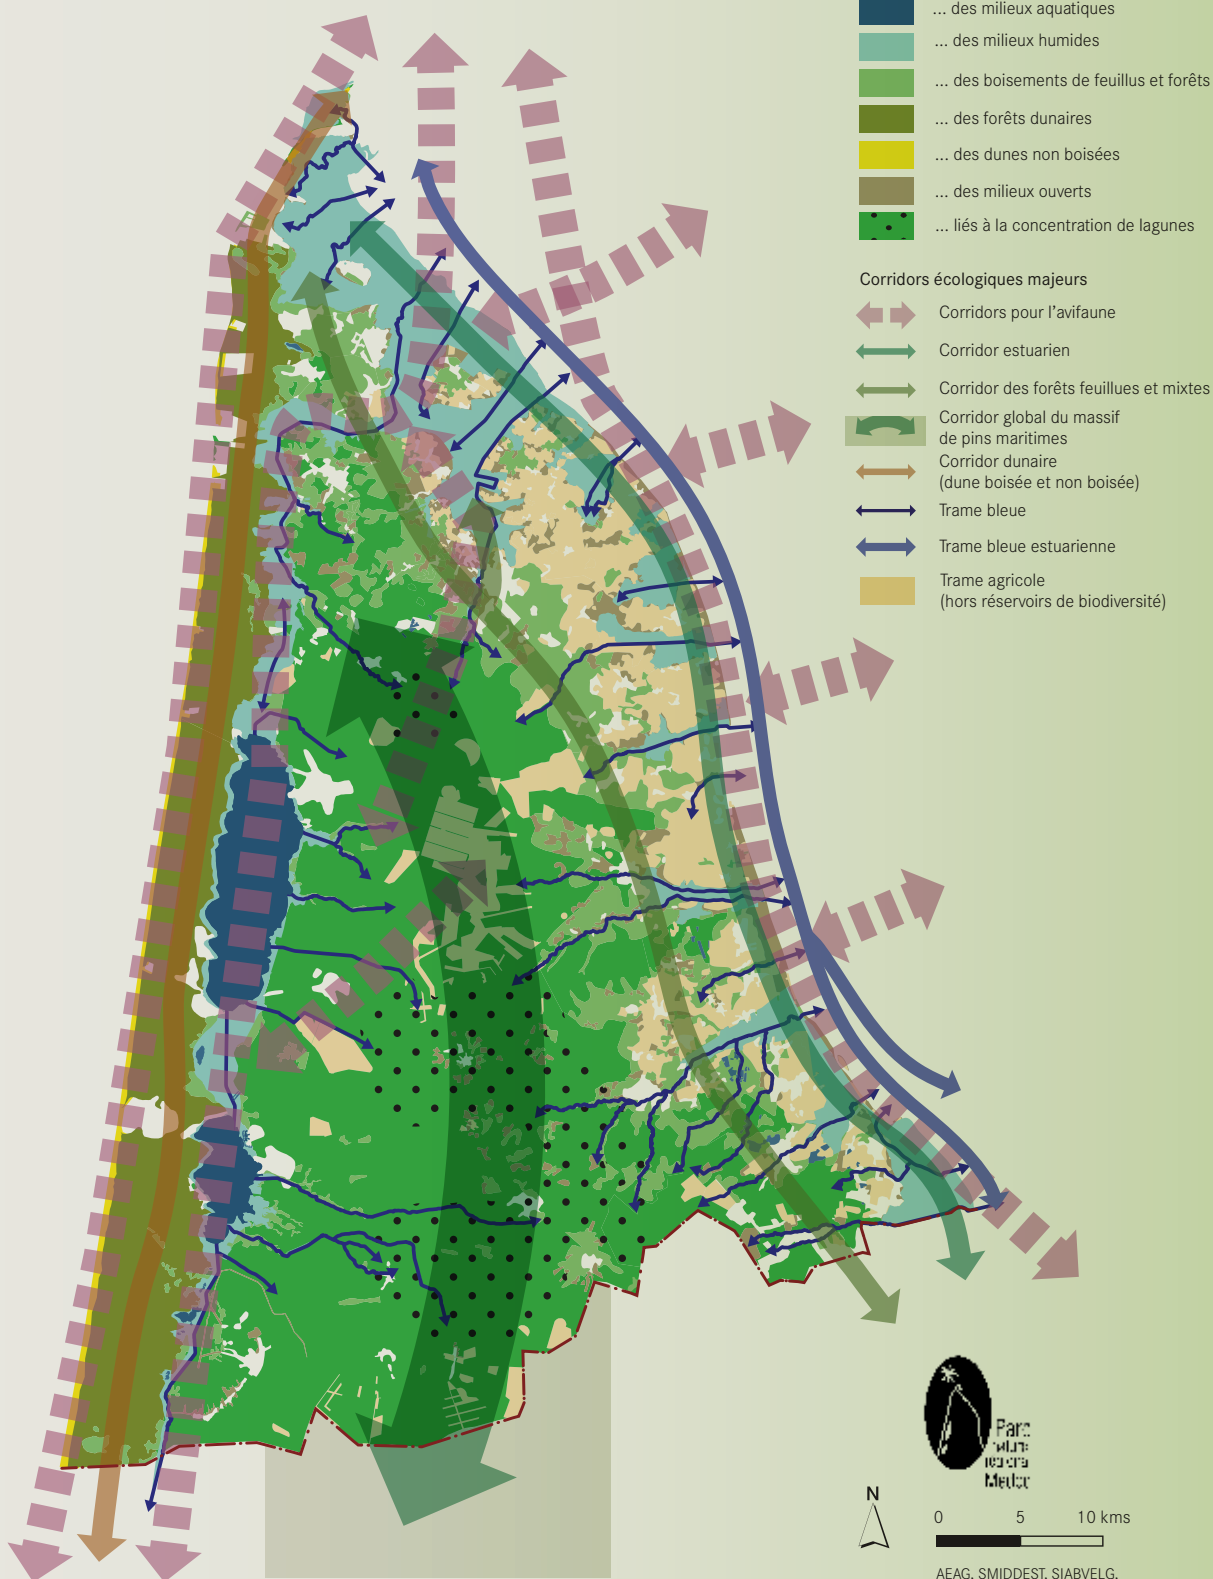 ... des milieux aquatiques
... des milieux humides
... des boisements de feuillus et forêts
... des forêts dunaires
... des dunes non boisées
... des milieux ouverts
... liés à la concentration de lagunes
Corridors écologiques majeurs
Corridors pour l'avifaune
Corridor estuarien
Corridor des forêts feuillues et mixtes
Corridor global du massif
de pins maritimes
Corridor dunaire
(dune boisée et non boisée)
Trame bleue
Trame bleue estuarienne
Trame agricole
(hors réservoirs de biodiversité)
Parc
Médoc
N
0 5 10 kms
AEAG, SMIDDEST, SIABVELG,